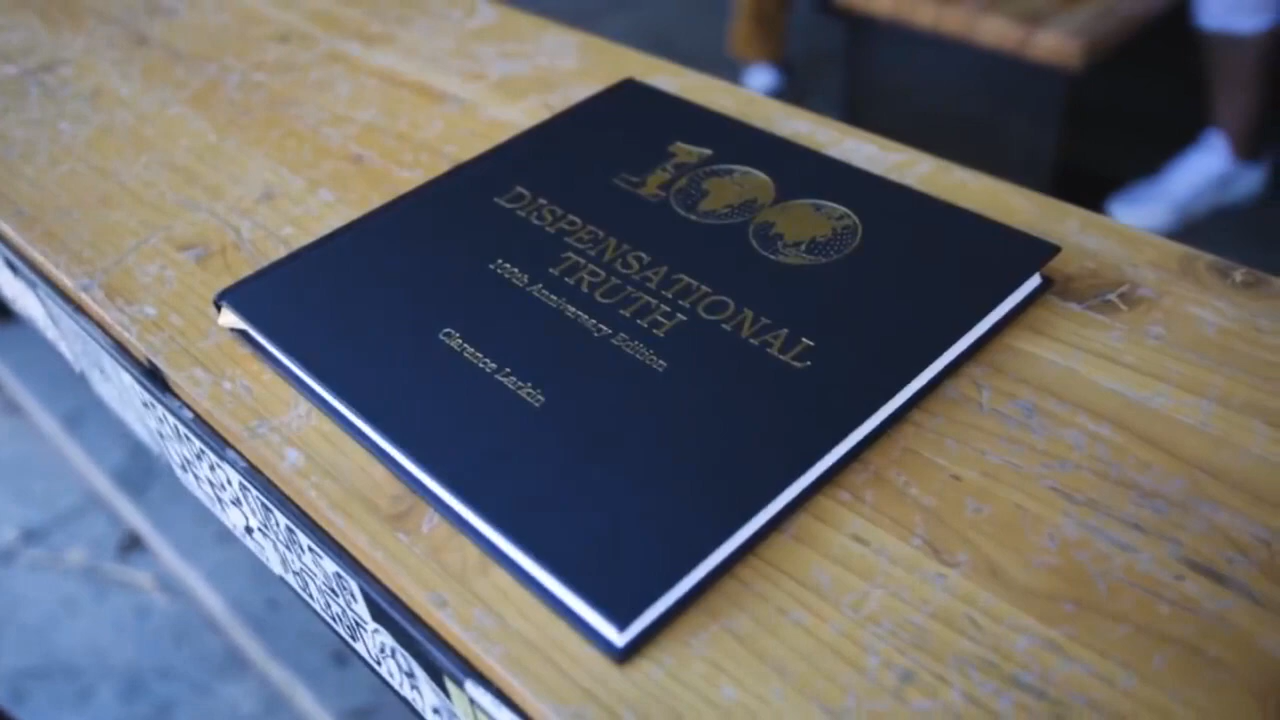 100
DISPENSATIONAL
TRUTH
100th Anniversary Edition
Clarence Larkin